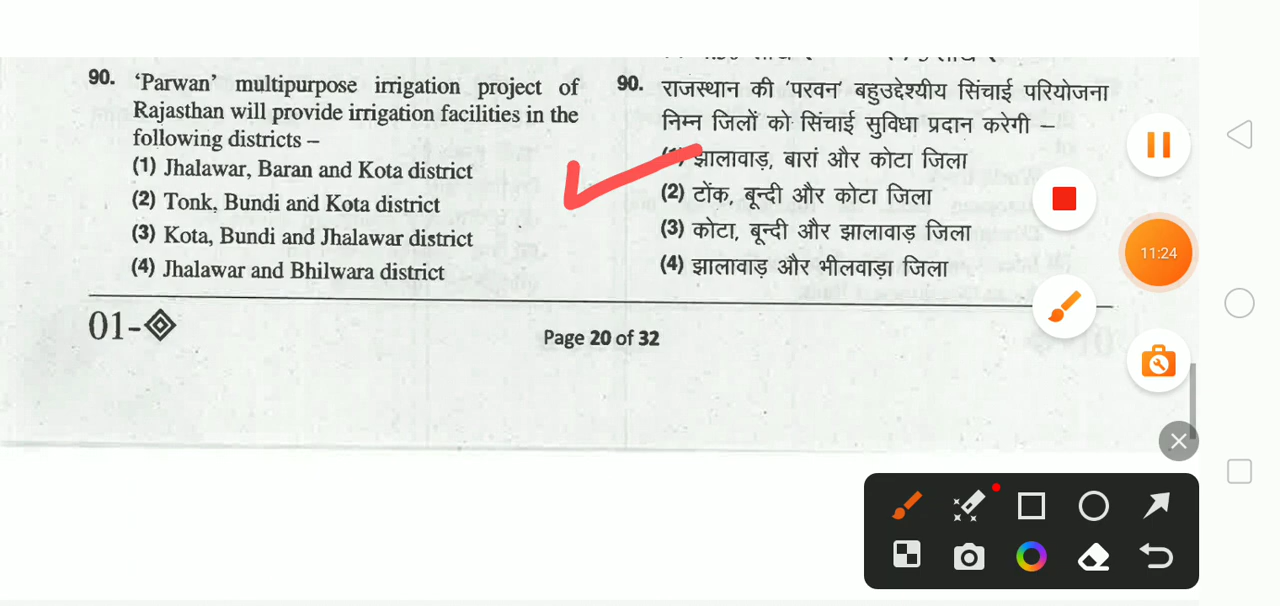 90. 'Parwan' multipurpose irrigation project of
Rajasthan will provide irrigation facilities in the
following districts –
(1) Jhalawar, Baran and Kota district
(2) Tonk, Bundi and Kota district
(3) Kota, Bundi and Jhalawar district
(4) Jhalawar and Bhilwara district
90. राजस्थान की 'परवन' बहुउद्देश्यीय सिंचाई परियोजना
निम्न जिलों को सिंचाई सुविधा प्रदान करेगी –
(1) झालावाड़, बारां और कोटा जिला
(2) टोंक, बून्दी और कोटा जिला
(3) कोटा, बून्दी और झालावाड़ जिला
(4) झालावाड़ और भीलवाड़ा जिला
01-
Page 20 of 32
11:24